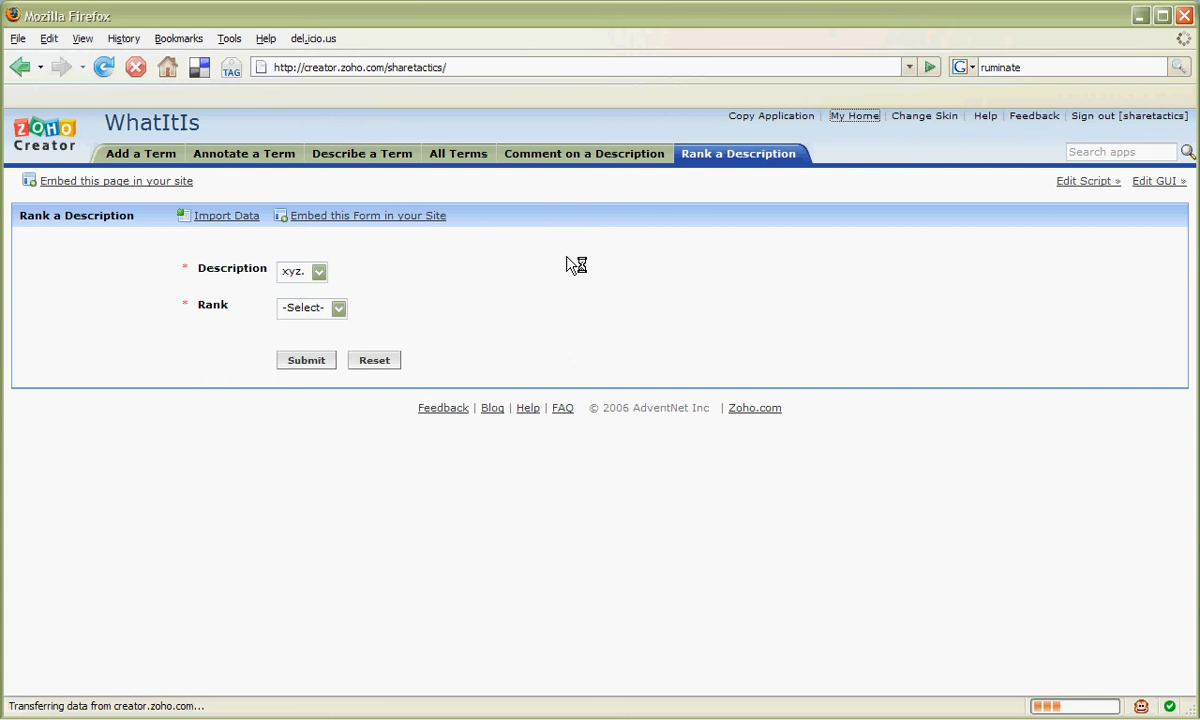 Mozilla Firefox
File Edit View History Bookmarks Tools Help del.icio.us
TAG http://creator.zoho.com/sharetactics/ G ruminate
ZOHO Creator WhatItIs Copy Application | My Home | Change Skin | Help | Feedback | Sign out [sharetactics]
Add a Term Annotate a Term Describe a Term All Terms Comment on a Description Rank a Description Search apps
Embed this page in your site Edit Script » Edit GUI »
Rank a Description Import Data Embed this Form in your Site
* Description xyz.
* Rank -Select-
Submit Reset
Feedback | Blog | Help | FAQ © 2006 AdventNet Inc | Zoho.com
Transferring data from creator.zoho.com...